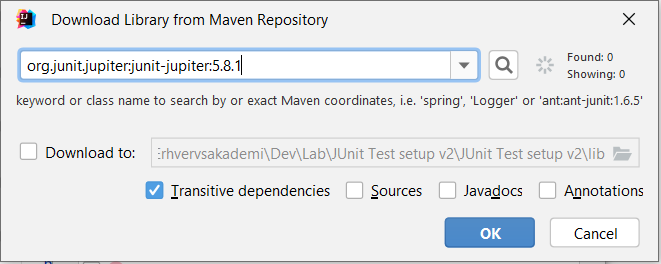 Download Library from Maven Repository
org.junit.jupiter:junit-jupiter:5.8.1
Found: 0
Showing: 0
keyword or class name to search by or exact Maven coordinates, i.e. 'spring', 'Logger' or 'ant:ant-junit:1.6.5'
Download to:
Erhvervsakademi\Dev\Lab\JUnit Test setup v2\JUnit Test setup v2\lib
Transitive dependencies
Sources
Javadocs
Annotations
OK
Cancel